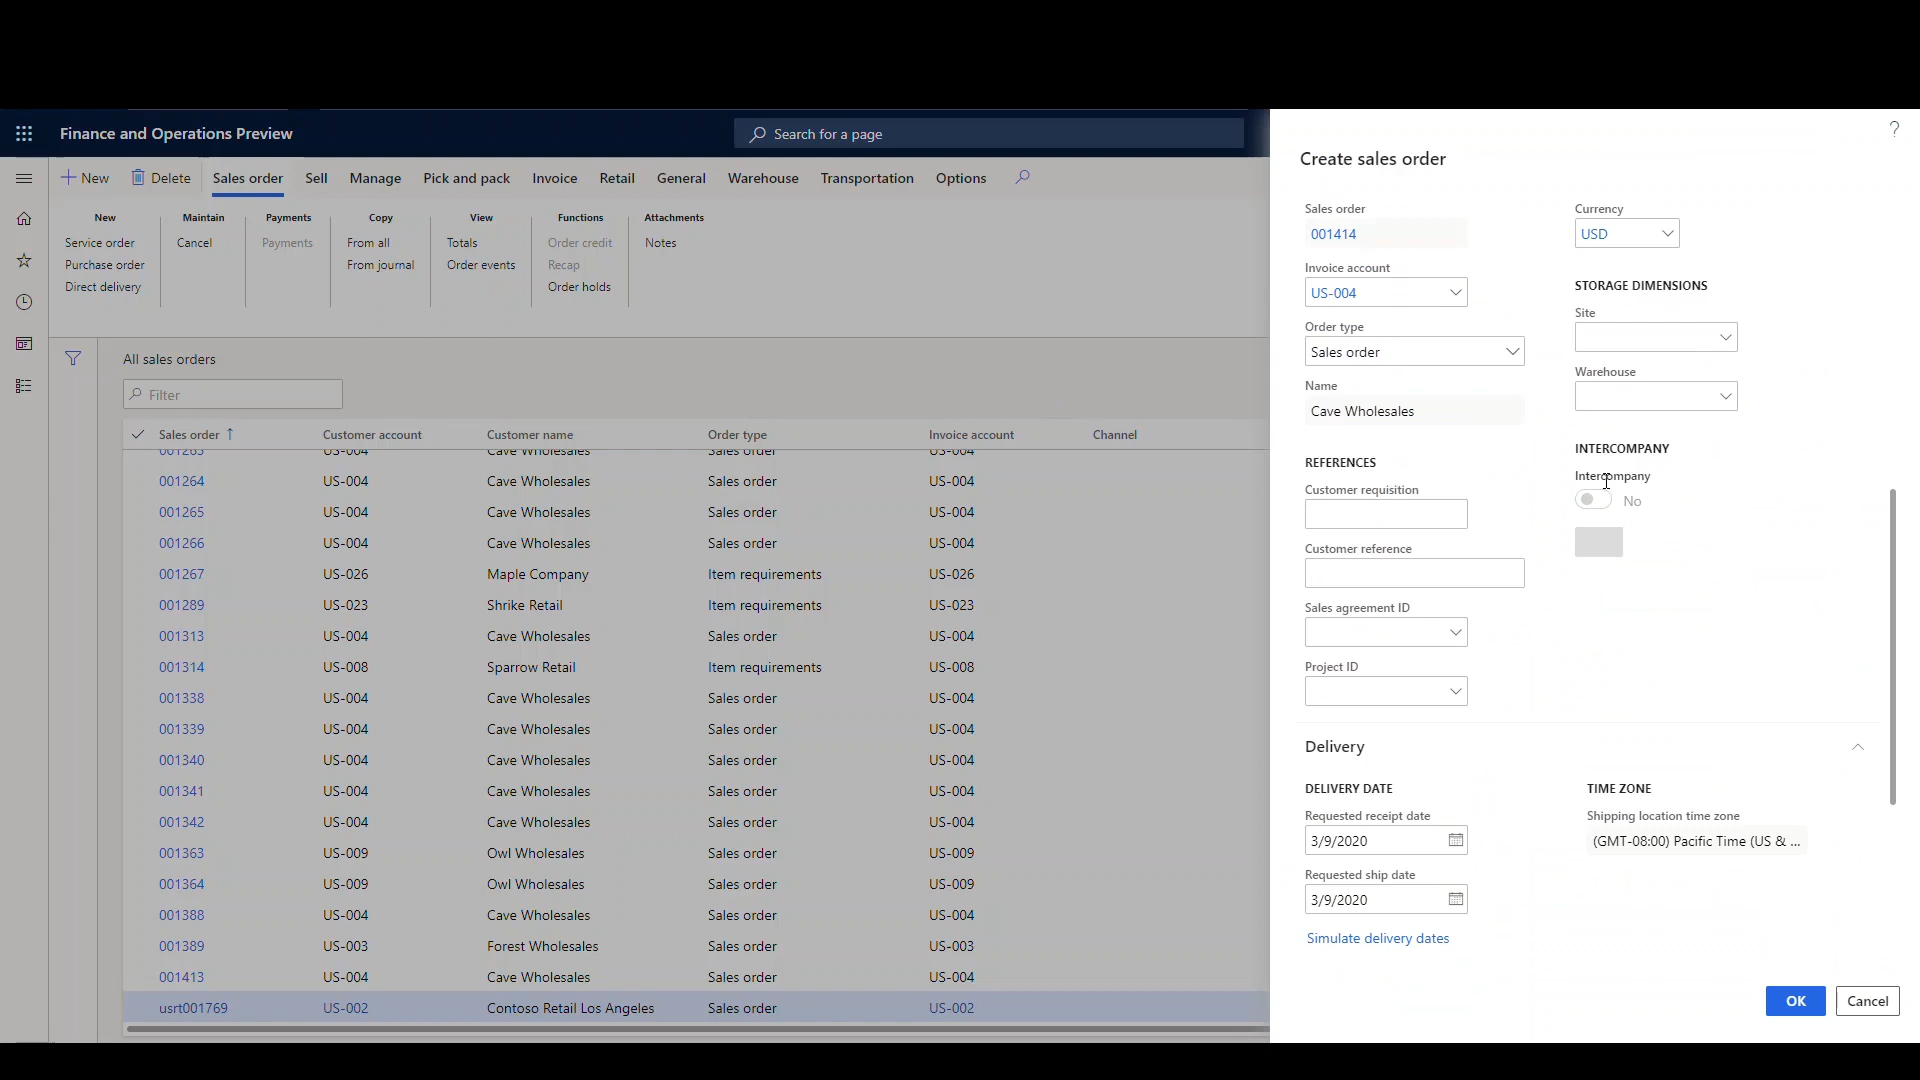 Finance and Operations Preview
Search for a page
New
Delete
Sales order
Sell
Manage
Pick and pack
Invoice
Retail
General
Warehouse
Transportation
Options
New
Service order
Purchase order
Direct delivery
Maintain
Cancel
Payments
Payments
Copy
From all
From journal
View
Totals
Order events
Functions
Order credit
Recap
Order holds
Attachments
Notes
All sales orders
Filter
Sales order Customer account Customer name Order type Invoice account Channel
001263 US-004 Cave Wholesales Sales order US-004
001264 US-004 Cave Wholesales Sales order US-004
001265 US-004 Cave Wholesales Sales order US-004
001266 US-004 Cave Wholesales Sales order US-004
001267 US-026 Maple Company Item requirements US-026
001289 US-023 Shrike Retail Item requirements US-023
001313 US-004 Cave Wholesales Sales order US-004
001314 US-008 Sparrow Retail Item requirements US-008
001338 US-004 Cave Wholesales Sales order US-004
001339 US-004 Cave Wholesales Sales order US-004
001340 US-004 Cave Wholesales Sales order US-004
001341 US-004 Cave Wholesales Sales order US-004
001342 US-004 Cave Wholesales Sales order US-004
001363 US-009 Owl Wholesales Sales order US-009
001364 US-009 Owl Wholesales Sales order US-009
001388 US-004 Cave Wholesales Sales order US-004
001389 US-003 Forest Wholesales Sales order US-003
001413 US-004 Cave Wholesales Sales order US-004
usrt001769 US-002 Contoso Retail Los Angeles Sales order US-002
?
Create sales order
Sales order
001414
Invoice account
US-004
Order type
Sales order
Name
Cave Wholesales
REFERENCES
Customer requisition
Customer reference
Sales agreement ID
Project ID
Currency
USD
STORAGE DIMENSIONS
Site
Warehouse
INTERCOMPANY
Intercompany
No
Delivery
DELIVERY DATE
Requested receipt date
3/9/2020
Requested ship date
3/9/2020
Simulate delivery dates
TIME ZONE
Shipping location time zone
(GMT-08:00) Pacific Time (US & ...
OK
Cancel